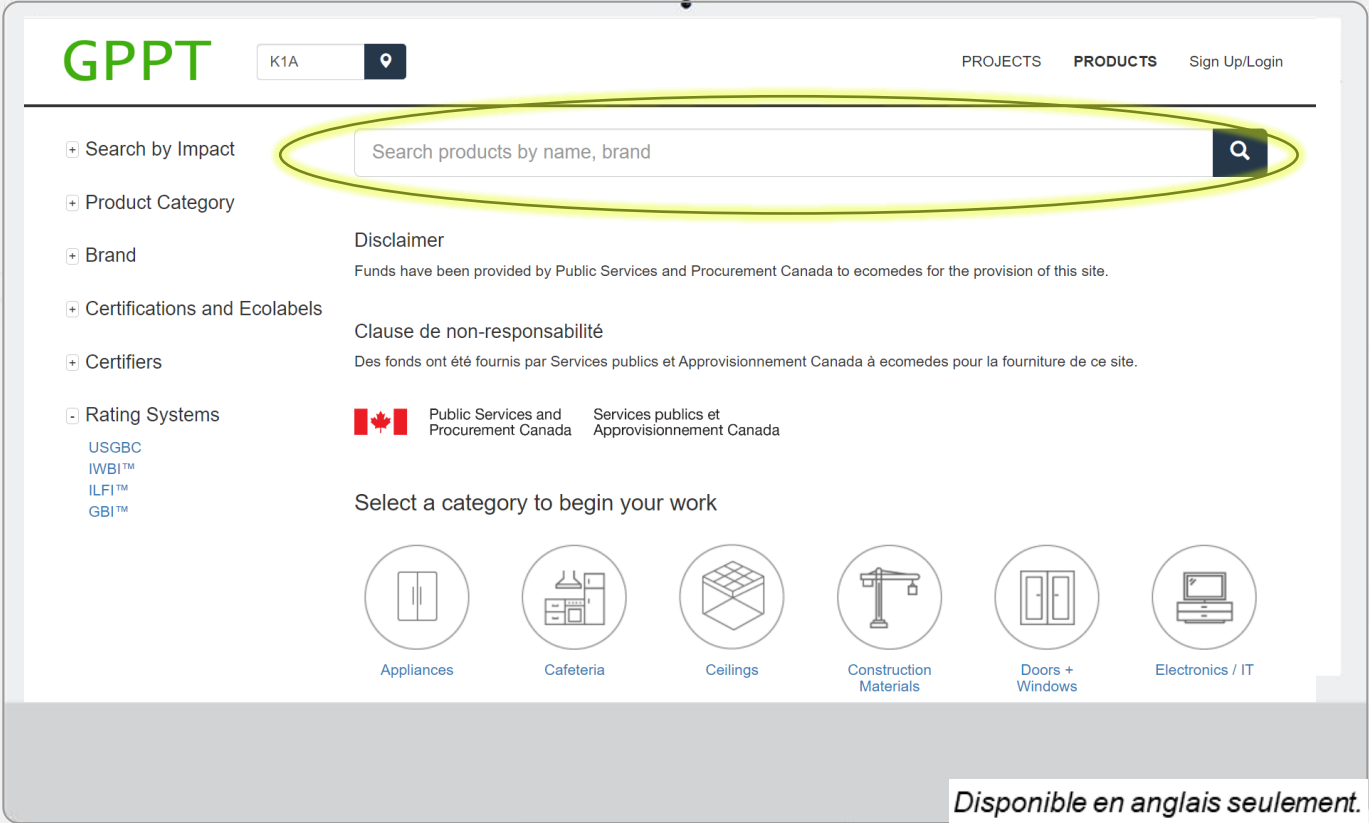 GPPT
K1A
PROJECTS
PRODUCTS
Sign Up/Login
+ Search by Impact
+ Product Category
+ Brand
+ Certifications and Ecolabels
+ Certifiers
- Rating Systems
USGBC
IWBI™
ILFI™
GBI™
Search products by name, brand
Disclaimer
Funds have been provided by Public Services and Procurement Canada to ecomedes for the provision of this site.
Clause de non-responsabilité
Des fonds ont été fournis par Services publics et Approvisionnement Canada à ecomedes pour la fourniture de ce site.
Public Services and
Procurement Canada
Services publics et
Approvisionnement Canada
Select a category to begin your work
Appliances
Cafeteria
Ceilings
Construction
Materials
Doors +
Windows
Electronics / IT
Disponible en anglais seulement.